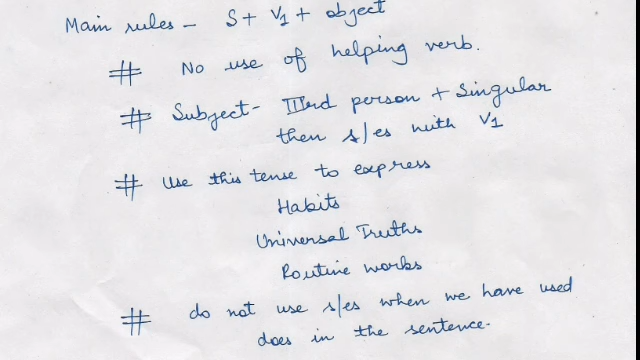 Main rules - S + V1 + object
# No use of helping verb.
# Subject - IIIrd person + Singular
then s/es with V1
# Use this tense to express
Habits
Universal Truths
Routine works
# do not use s/es when we have used
does in the sentence.